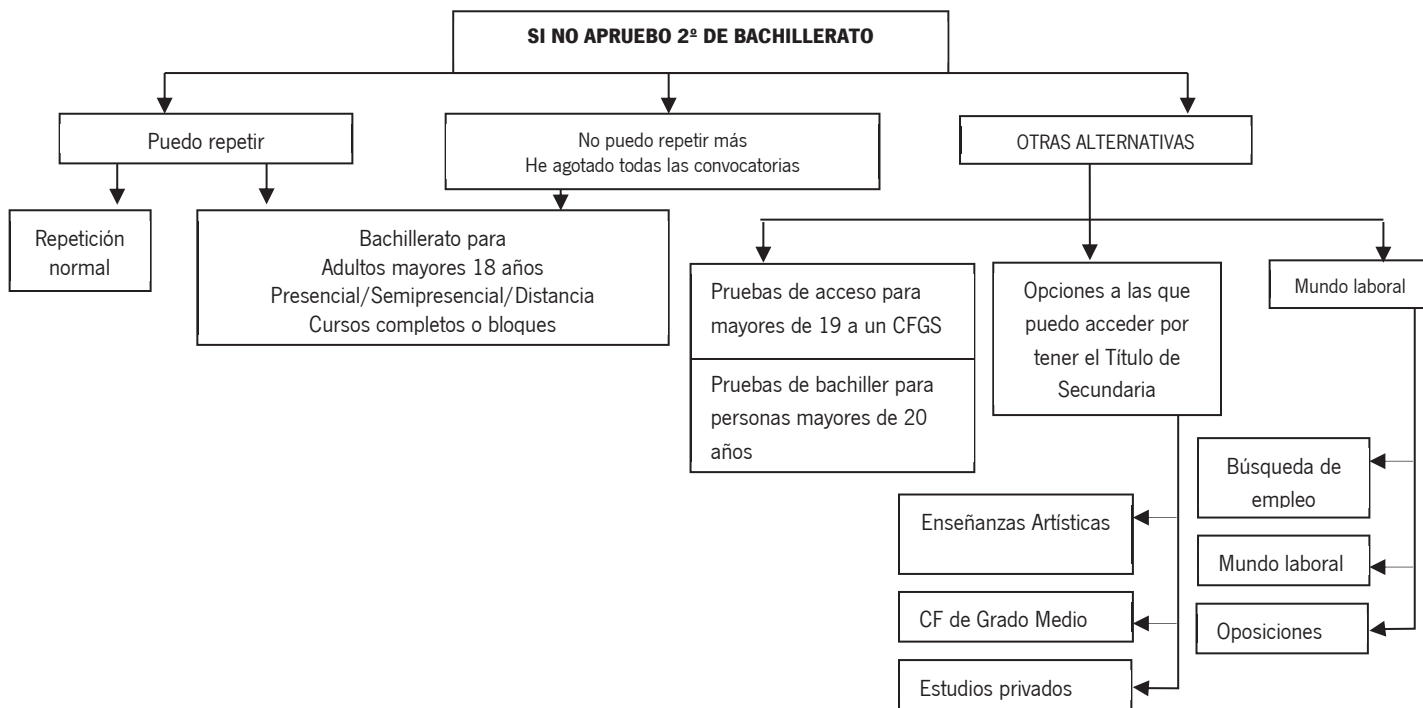 SI NO APRUEBO 2º DE BACHILLERATO
Puedo repetir
No puedo repetir más
He agotado todas las convocatorias
OTRAS ALTERNATIVAS
Repetición
normal
Bachillerato para
Adultos mayores 18 años
Presencial/Semipresencial/Distancia
Cursos completos o bloques
Pruebas de acceso para
mayores de 19 a un CFGS
Pruebas de bachiller para
personas mayores de 20
años
Opciones a las que
puedo acceder por
tener el Título de
Secundaria
Mundo laboral
Enseñanzas Artísticas
CF de Grado Medio
Estudios privados
Búsqueda de
empleo
Mundo laboral
Oposiciones